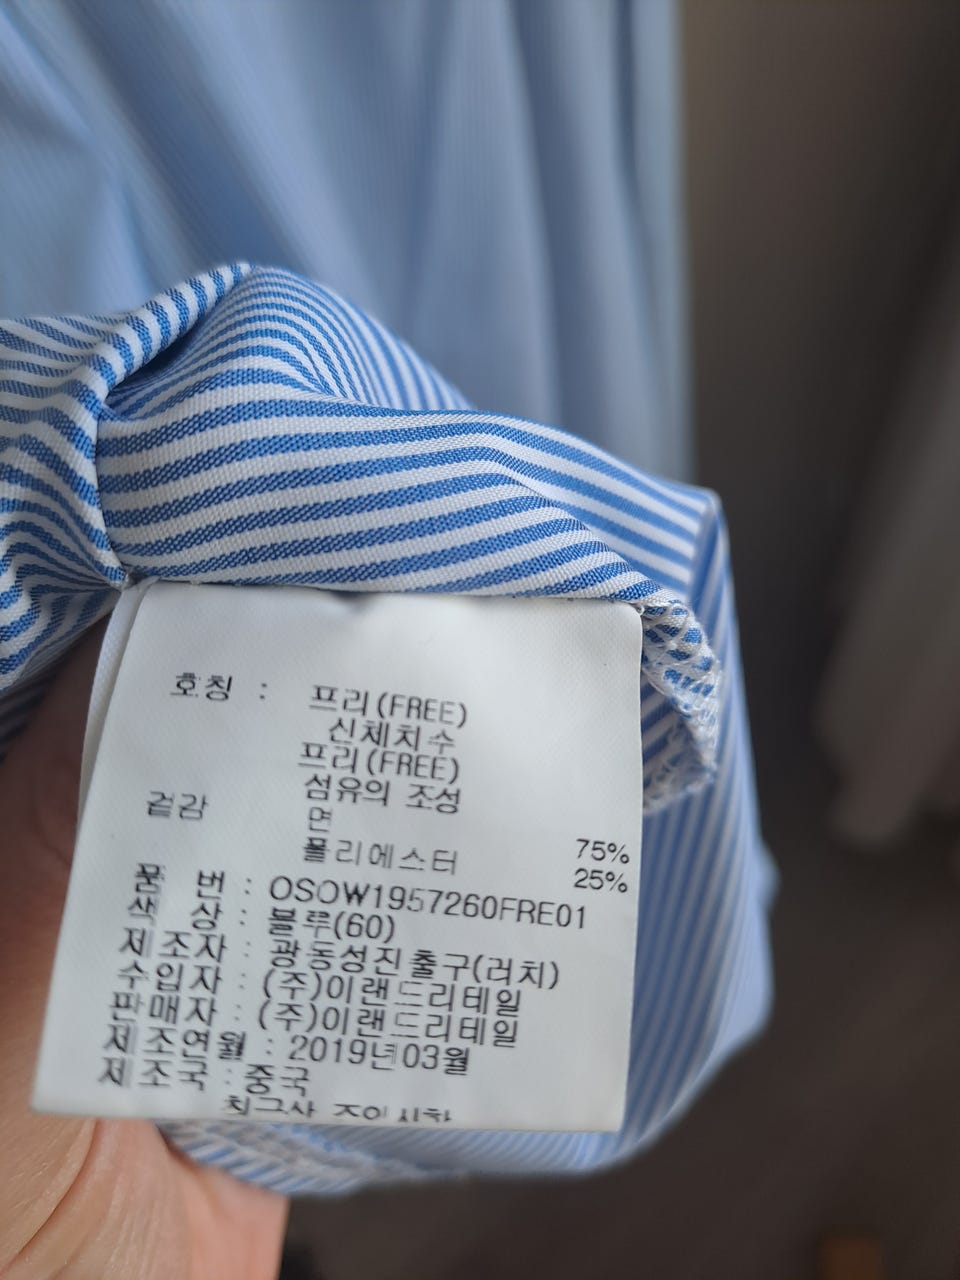 호칭 : 프리(FREE)
신체치수
프리(FREE)
섬유의 조성
겉감 면 75%
폴리에스터 25%
품 번 : OSOW1957260FRE01
색 상 : 블루(60)
제조자 : 광동성진출구(러치)
수입자 : (주)이랜드리테일
판매자 : (주)이랜드리테일
제조연월 : 2019년03월
제조국 : 중국